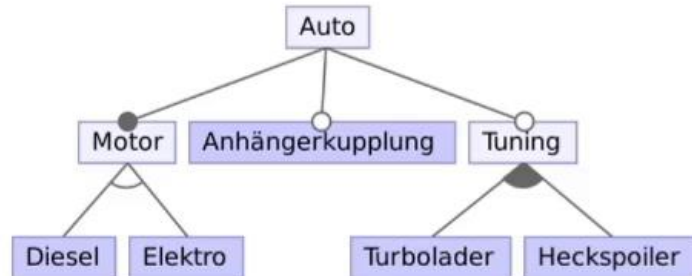 Auto
Motor
Anhängerkupplung
Tuning
Diesel
Elektro
Turbolader
Heckspoiler